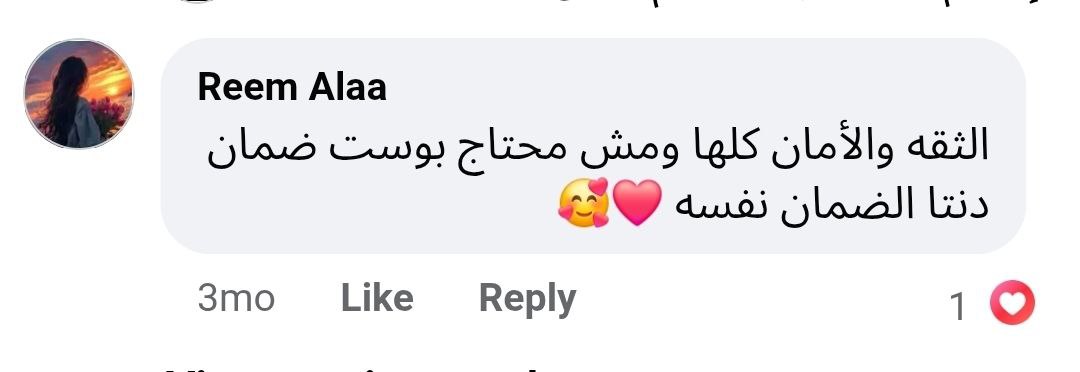 Reem Alaa
الثقه والأمان كلها ومش محتاج بوست ضمان
دنتا الضمان نفسه ❤️🥰
3mo Like Reply 1